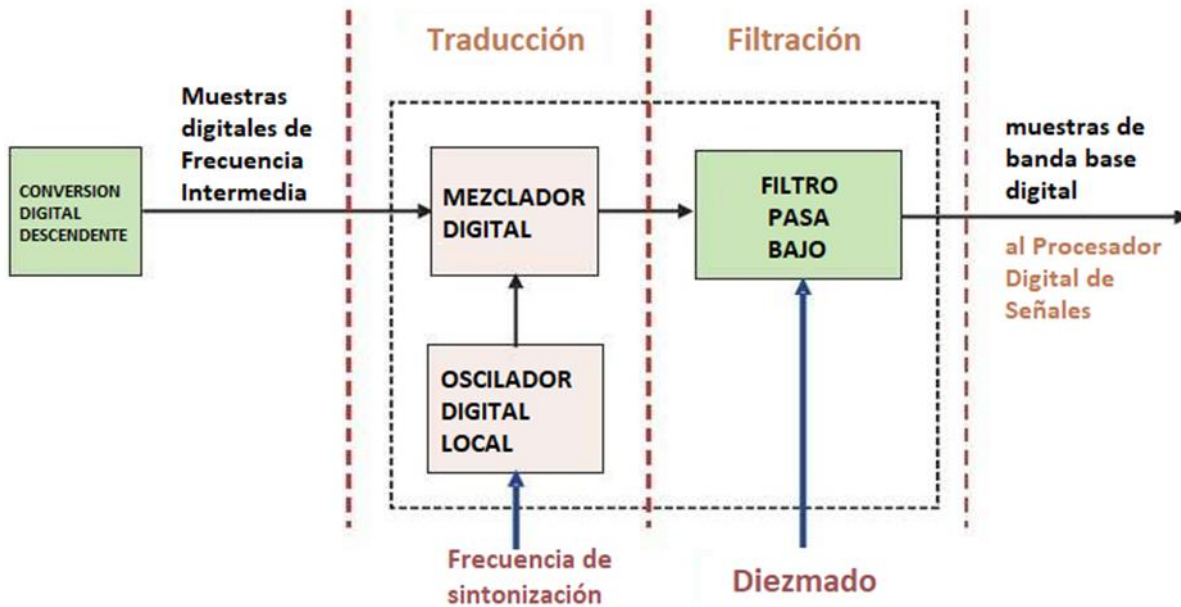 Traducción
Filtración
Muestras
digitales de
Frecuencia
Intermedia
CONVERSION
DIGITAL
DESCENDENTE
MEZCLADOR
DIGITAL
FILTRO
PASA
BAJO
muestras de
banda base
digital
al Procesador
Digital de
Señales
OSCILADOR
DIGITAL
LOCAL
Frecuencia de
sintonización
Diezmado